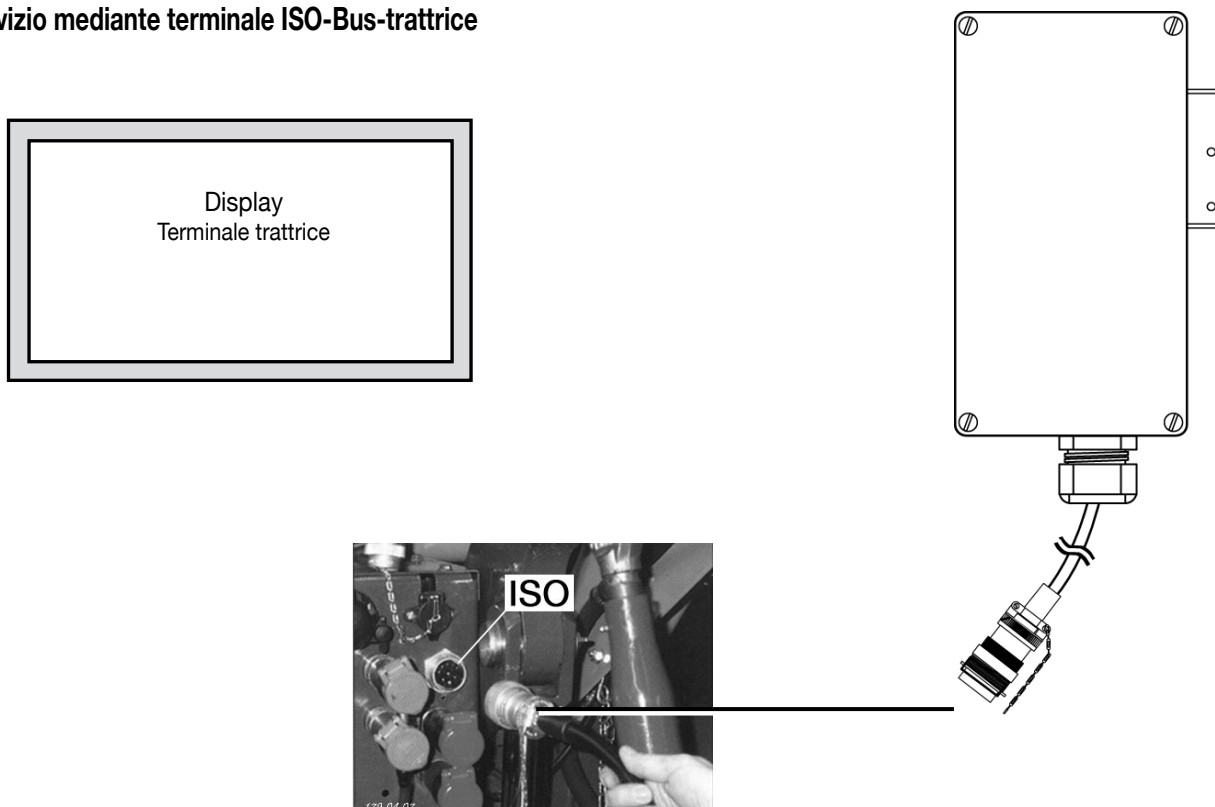 vizio mediante terminale ISO-Bus-trattrice
Display
Terminale trattrice
ISO